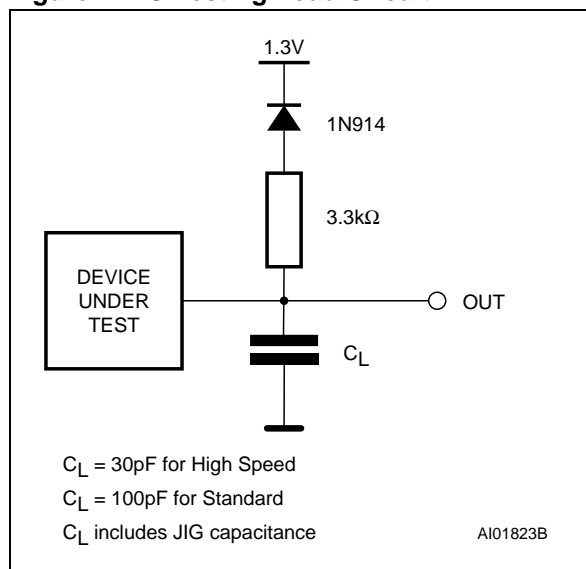 1.3V
1N914
3.3kΩ
DEVICE
UNDER
TEST
OUT
CL
CL = 30pF for High Speed
CL = 100pF for Standard
CL includes JIG capacitance
AI01823B